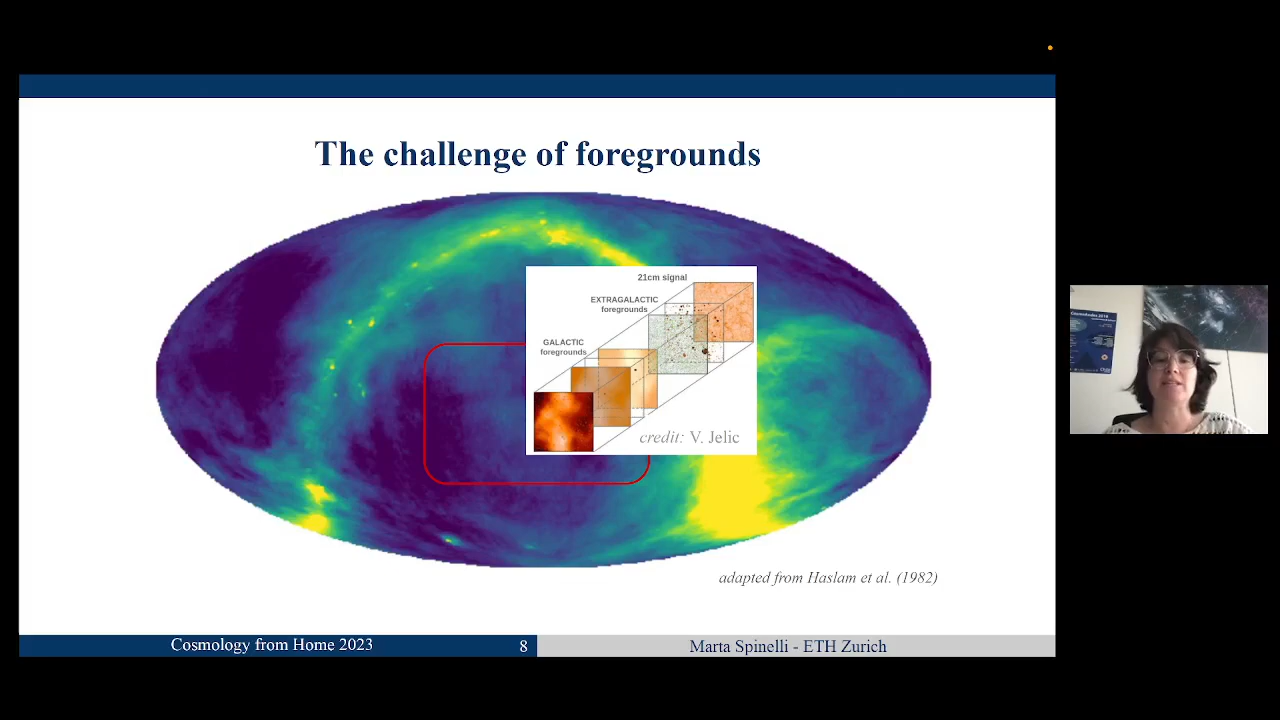 The challenge of foregrounds
21cm signal
EXTRAGALACTIC
foregrounds
GALACTIC
foregrounds
credit: V. Jelic
adapted from Haslam et al. (1982)
Cosmology from Home 2023
8
Marta Spinelli - ETH Zurich